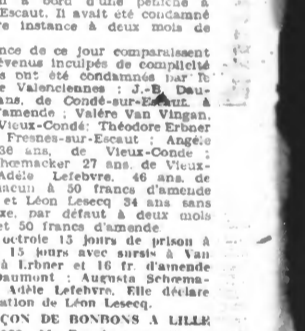 à bord d'une péniche à
Escaut. Il avait été condamné
re instance à deux mois de
nce de ce jour comparaissent
évenus inculpés de complicité
s ont été condamnés par le
e Valenciennes : J.-B. Dau-
ans, de Condé-sur-Escaut, à
d'amende ; Valère Van Vingan,
Vieux-Condé; Théodore Erbner
Fresnes-sur-Escaut ; Angèle
36 ans, de Vieux-Condé ;
chœmacker 27 ans, de Vieux-
Adèle Lefebvre, 46 ans, de
hacun à 50 francs d'amende
et Léon Lesecq 34 ans sans
xe, par défaut à deux mois
et 50 francs d'amende
octroie 15 jours de prison à
15 jours avec sursis à Van
à Erbner et 16 fr. d'amende
Daumont ; Augusta Schœma-
Adèle Lefebvre. Elle déclare
ation de Léon Lesecq.
ÇON DE BONBONS A LILLE